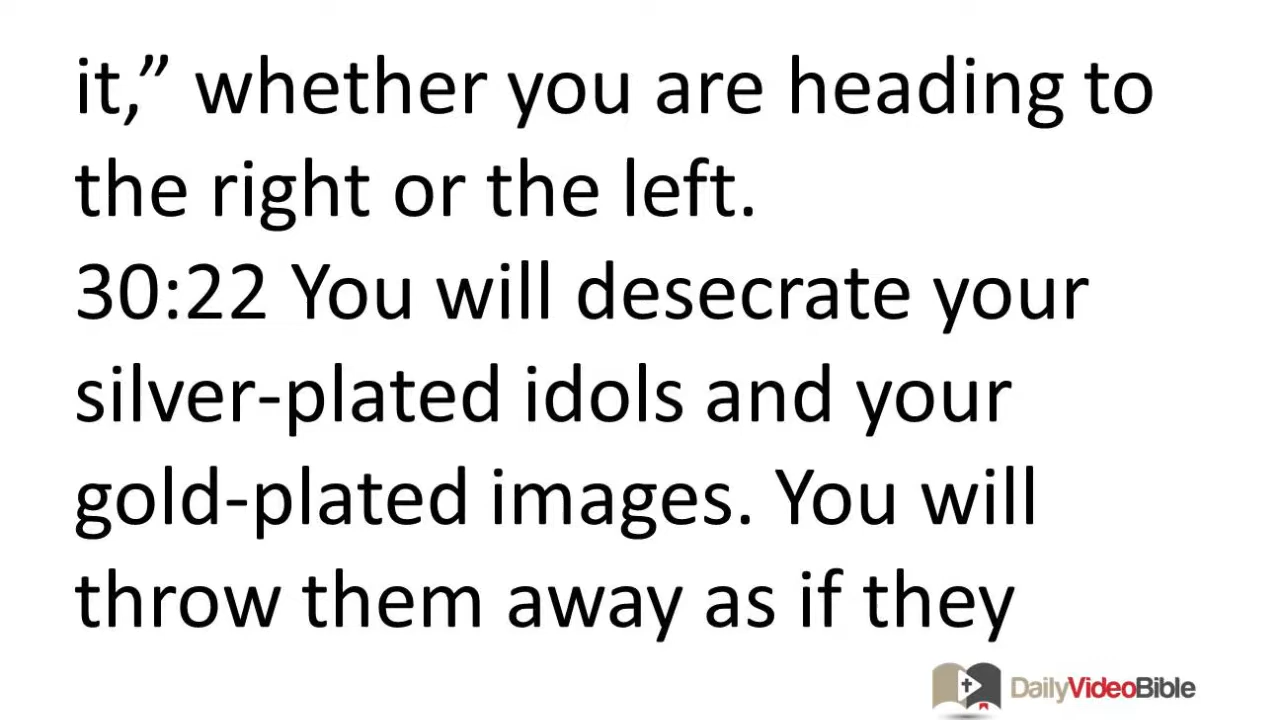 it,” whether you are heading to
the right or the left.
30:22 You will desecrate your
silver-plated idols and your
gold-plated images. You will
throw them away as if they
DailyVideoBible